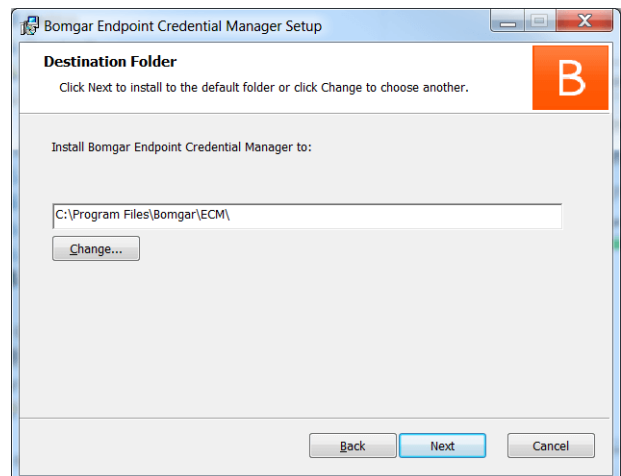 Bomgar Endpoint Credential Manager Setup
X
Destination Folder
Click Next to install to the default folder or click Change to choose another.
B
Install Bomgar Endpoint Credential Manager to:
C:\Program Files\Bomgar\ECM\
Change...
Back Next Cancel